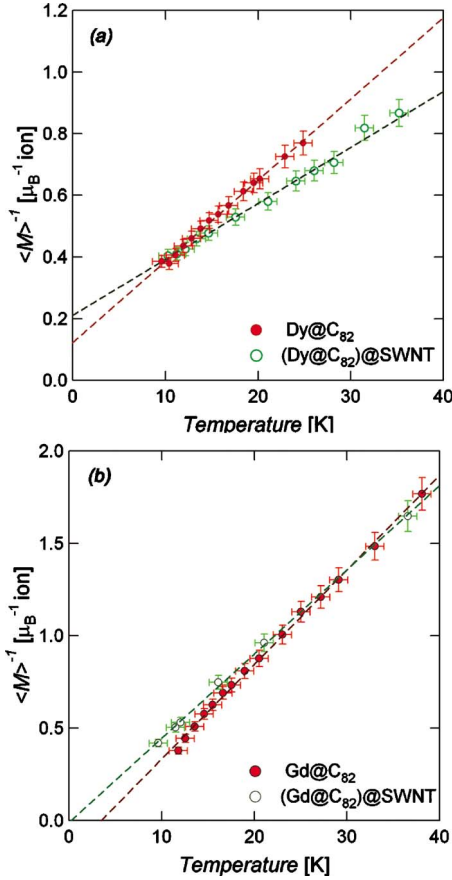 (a)
1.2
1.0
0.8
0.6
0.4
0.2
0.0
<M>⁻¹ [μB⁻¹ ion]
Dy@C82
(Dy@C82)@SWNT
0 10 20 30 40
Temperature [K]
(b)
2.0
1.5
1.0
0.5
0.0
<M>⁻¹ [μB⁻¹ ion]
Gd@C82
(Gd@C82)@SWNT
0 10 20 30 40
Temperature [K]